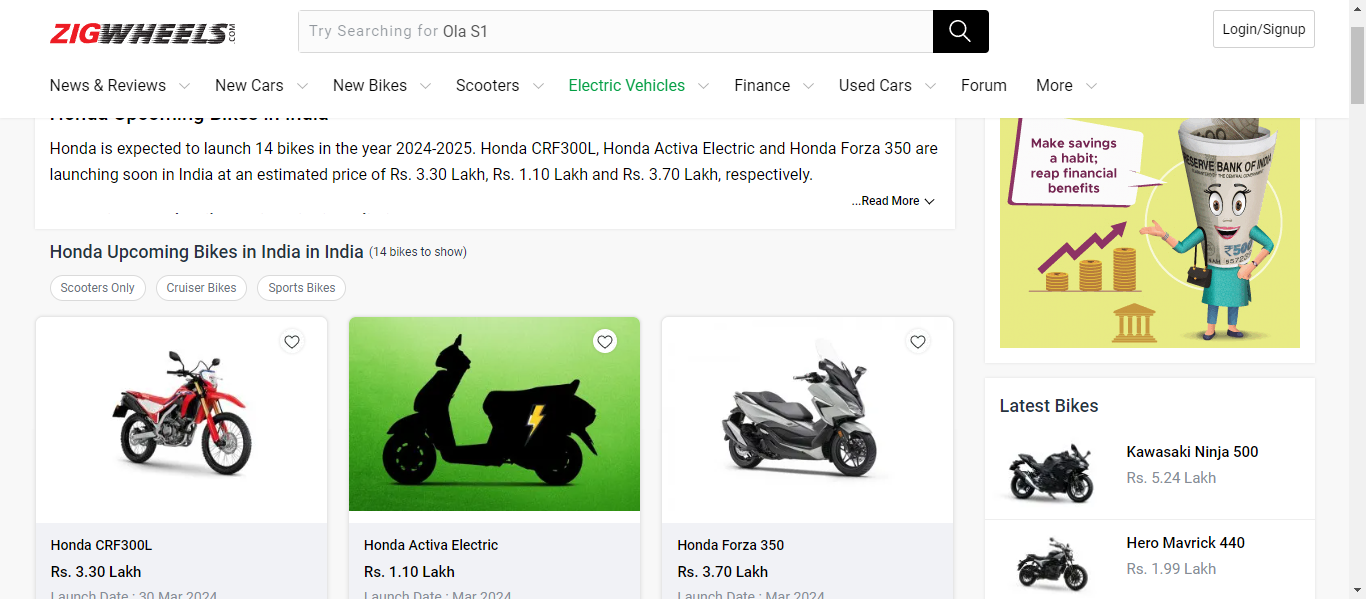 ZIGWHEELS.COM
Try Searching for Ola S1
Login/Signup
News & Reviews
New Cars
New Bikes
Scooters
Electric Vehicles
Finance
Used Cars
Forum
More
Honda Upcoming Bikes in India
Honda is expected to launch 14 bikes in the year 2024-2025. Honda CRF300L, Honda Activa Electric and Honda Forza 350 are
launching soon in India at an estimated price of Rs. 3.30 Lakh, Rs. 1.10 Lakh and Rs. 3.70 Lakh, respectively.
...Read More
Honda Upcoming Bikes in India in India (14 bikes to show)
Scooters Only
Cruiser Bikes
Sports Bikes
Honda CRF300L
Rs. 3.30 Lakh
Launch Date : 30 Mar 2024
Honda Activa Electric
Rs. 1.10 Lakh
Launch Date : Mar 2024
Honda Forza 350
Rs. 3.70 Lakh
Launch Date : Mar 2024
Make savings
a habit;
reap financial
benefits
RESERVE BANK OF INDIA
₹500
Latest Bikes
Kawasaki Ninja 500
Rs. 5.24 Lakh
Hero Mavrick 440
Rs. 1.99 Lakh